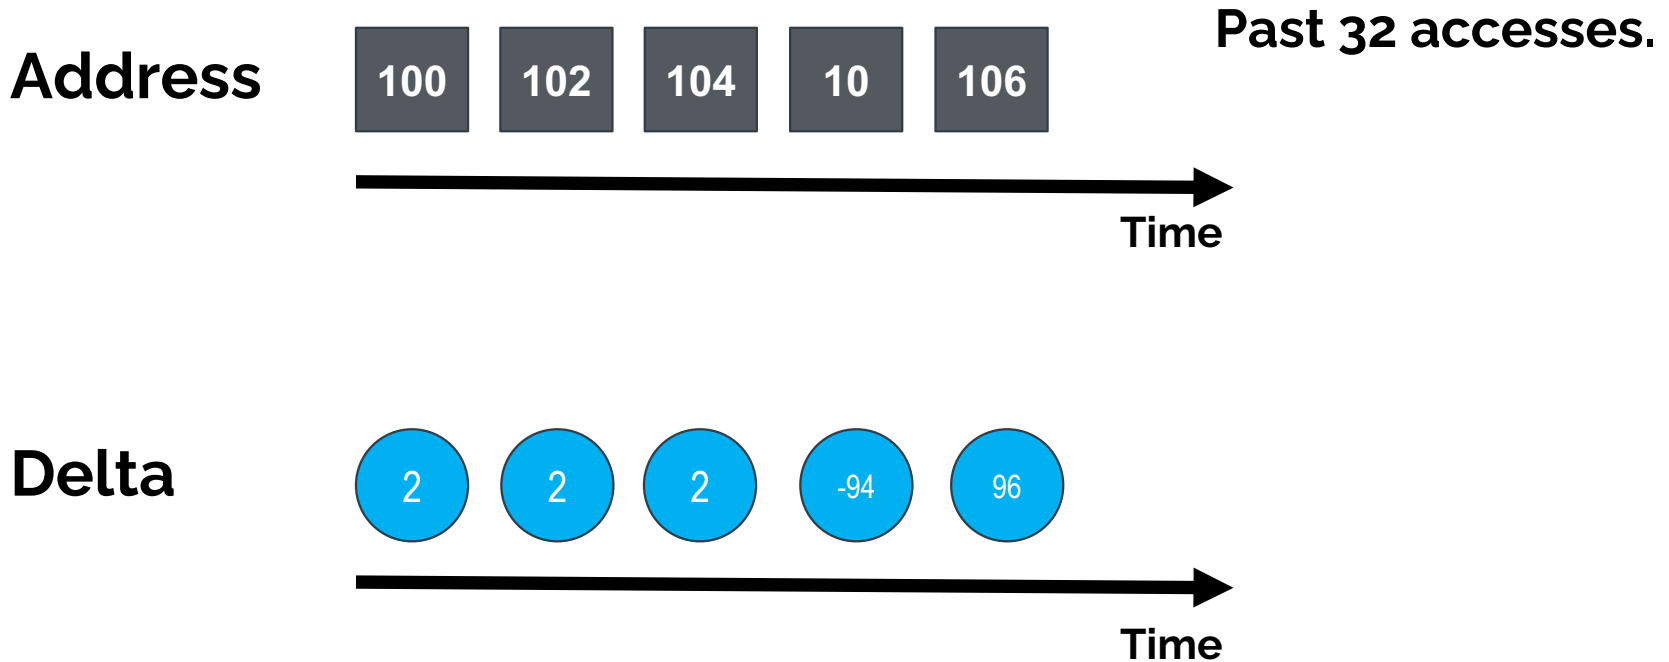 Past 32 accesses.
Address 100 102 104 10 106
Time
Delta 2 2 2 -94 96
Time